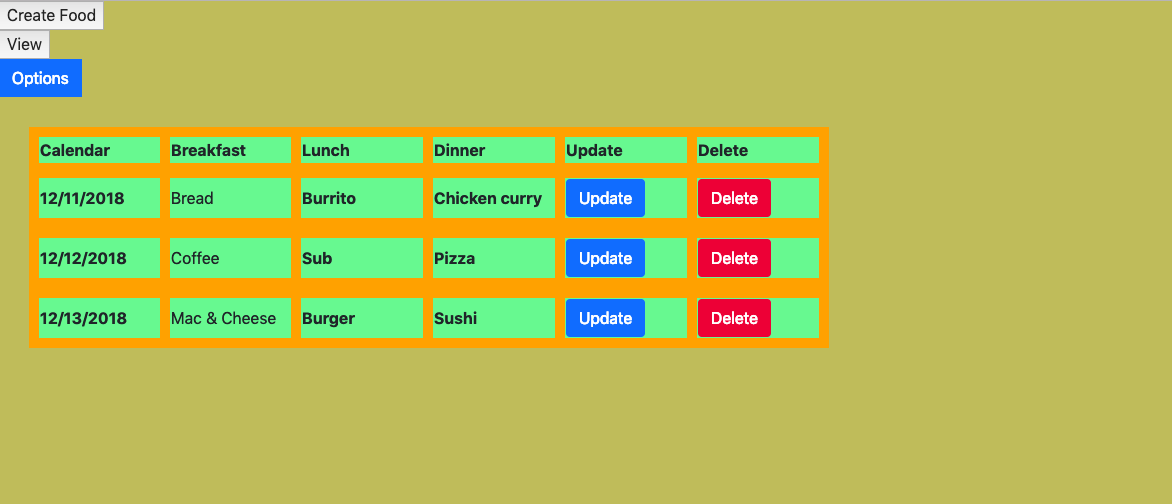 Create Food
View
Options
Calendar Breakfast Lunch Dinner Update Delete
12/11/2018 Bread Burrito Chicken curry Update Delete
12/12/2018 Coffee Sub Pizza Update Delete
12/13/2018 Mac & Cheese Burger Sushi Update Delete